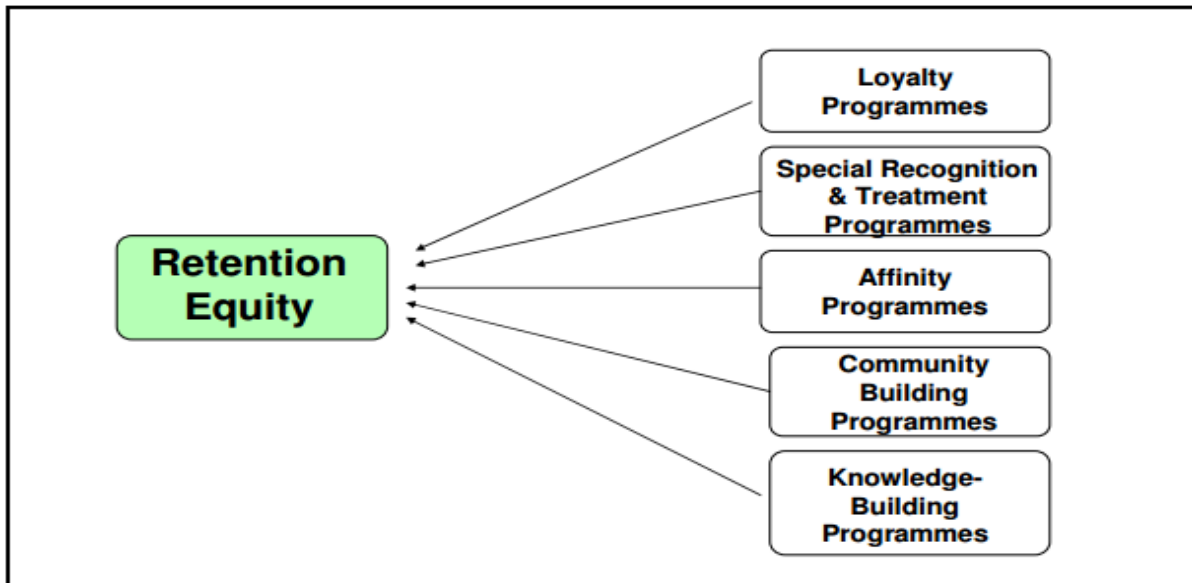 Loyalty
Programmes
Special Recognition
& Treatment
Programmes
Retention
Equity
Affinity
Programmes
Community
Building
Programmes
Knowledge-
Building
Programmes